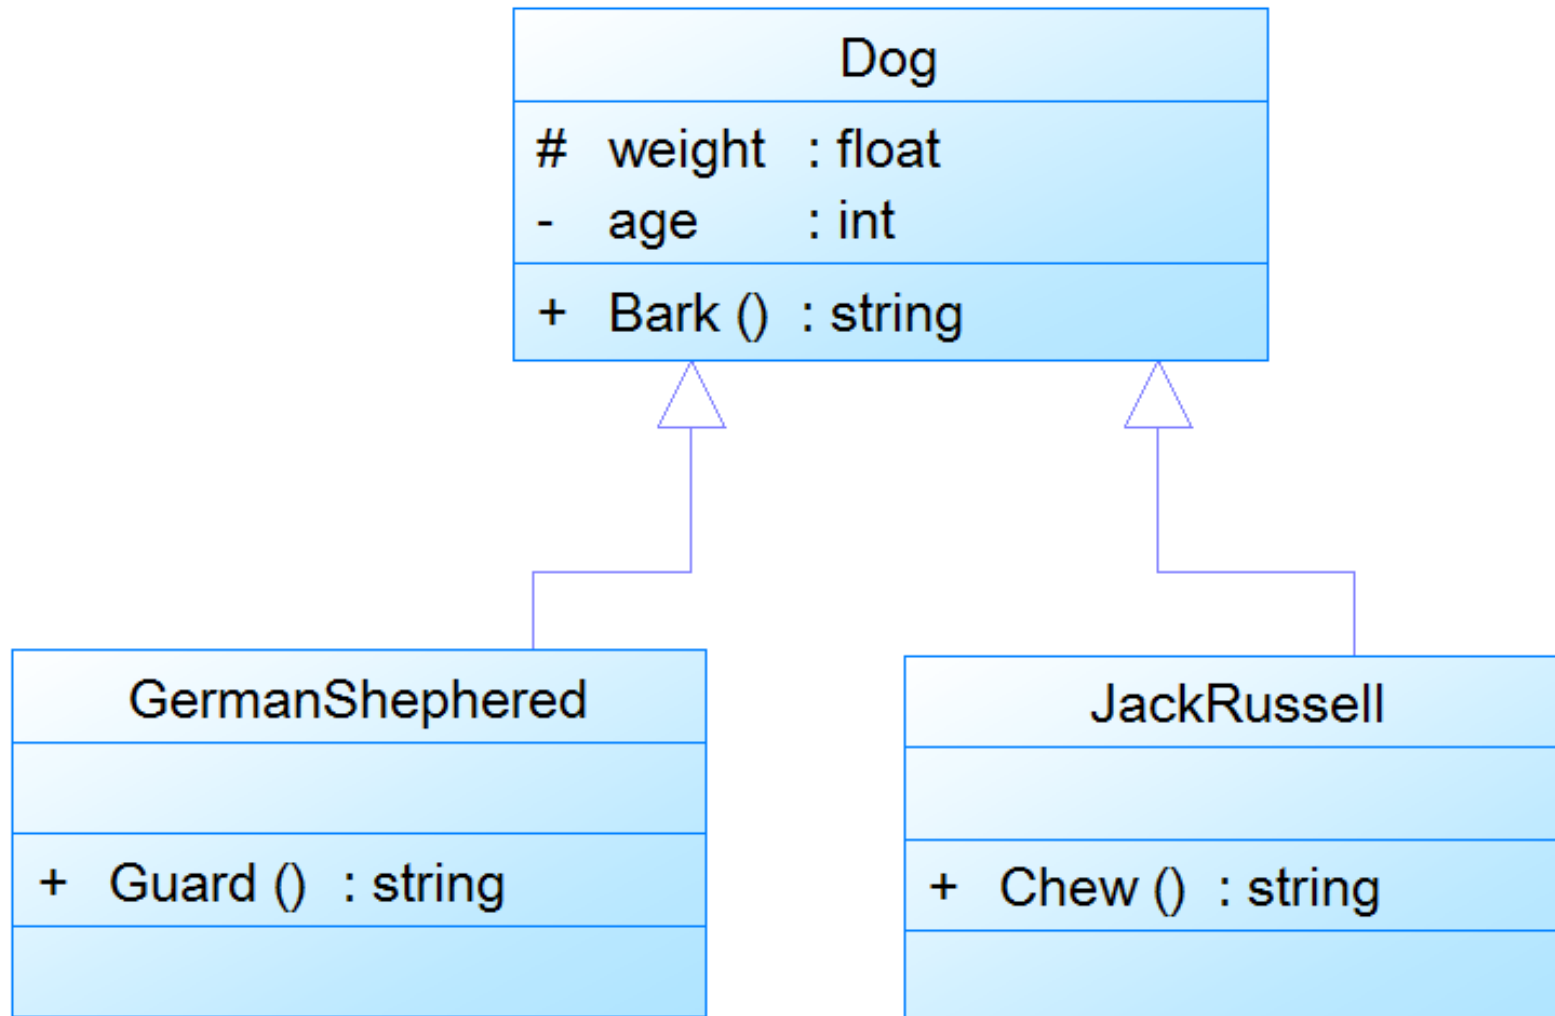 Dog
# weight : float
- age : int
+ Bark () : string
GermanShephered
+ Guard () : string
JackRussell
+ Chew () : string